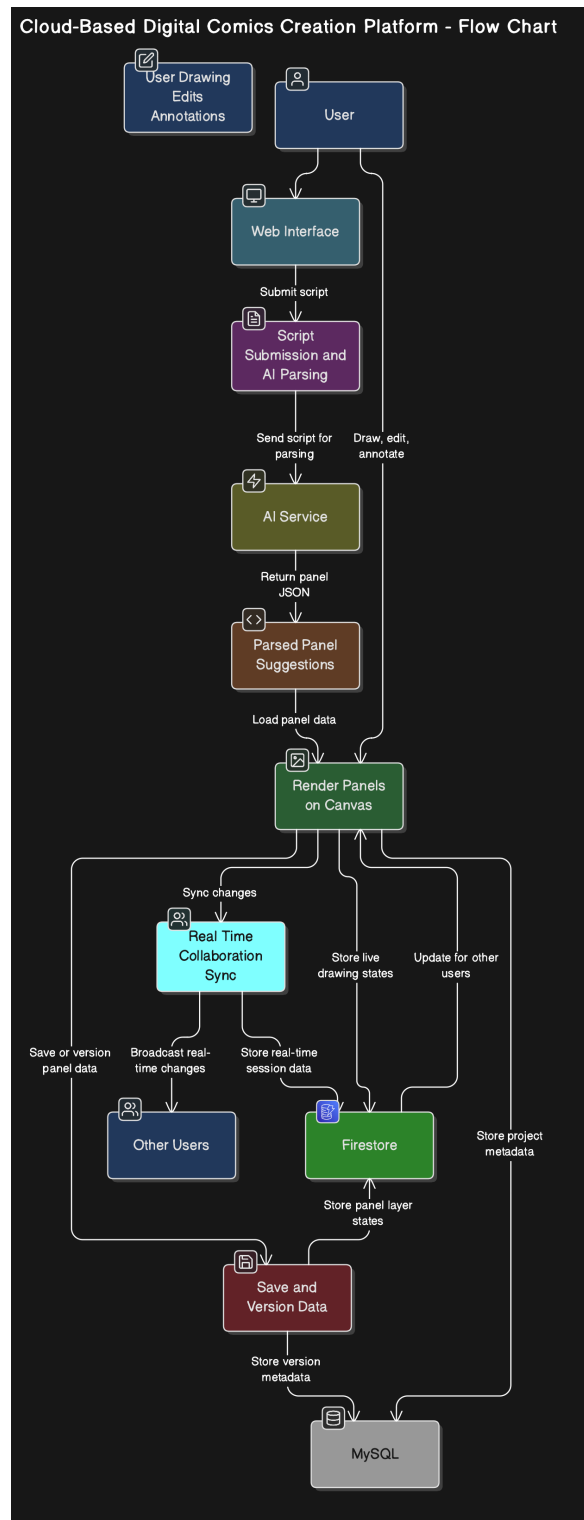 Cloud-Based Digital Comics Creation Platform - Flow Chart
User Drawing
Edits
Annotations
User
Web Interface
Submit script
Script
Submission and
AI Parsing
Send script for
parsing
Draw, edit,
annotate
AI Service
Return panel
JSON
Parsed Panel
Suggestions
Load panel data
Render Panels
on Canvas
Sync changes
Real Time
Collaboration
Sync
Store live
drawing states
Update for other
users
Save or version
panel data
Broadcast real-
time changes
Store real-time
session data
Other Users
Firestore
Store project
metadata
Store panel layer
states
Save and
Version Data
Store version
metadata
MySQL